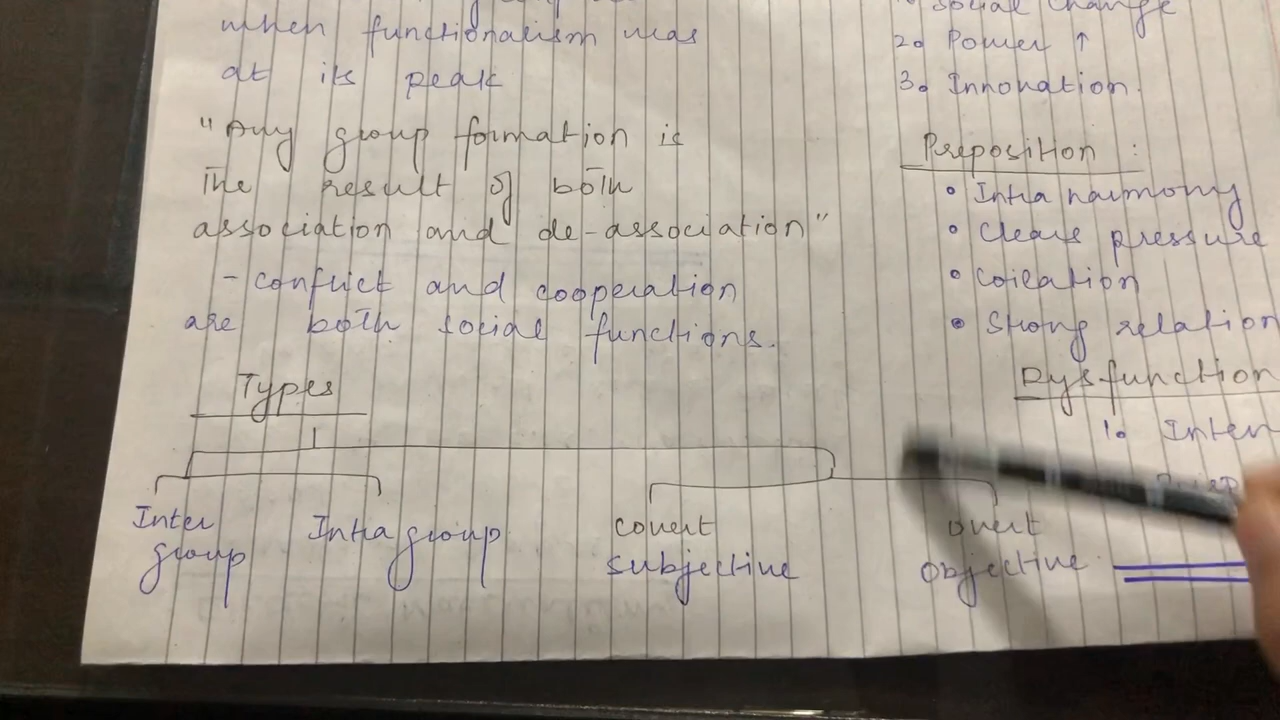 when functionalism was
at its peak
"Any group formation is
The result of both
association and de-association"
- conflict and cooperation
are both social functions.
Types
Inter
group
Intra group
covert
subjective
overt
objective
Social change
2. Power ↑
3. Innovation.
Preposition :
• Intra harmony
• Clears pressure
• Coilation
• Strong relation
Dysfunction
1. Inter